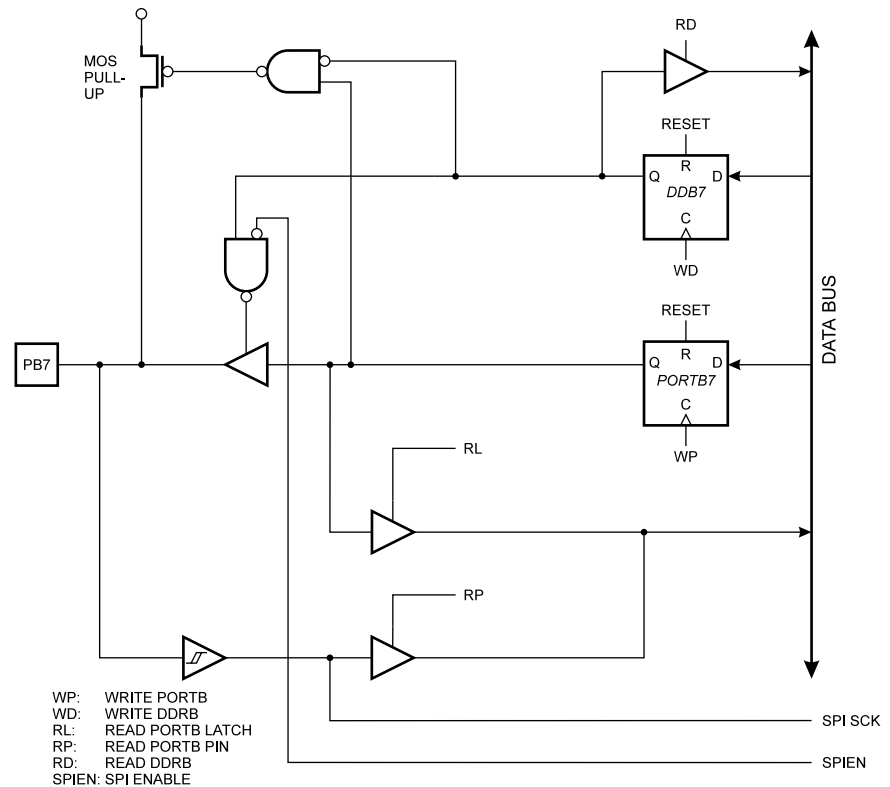 RD
MOS
PULL-
UP
RESET
R
Q
D
DDB7
C
WD
RESET
DATA BUS
R
PB7
Q
D
PORTB7
C
WP
RL
RP
WP: WRITE PORTB
WD: WRITE DDRB
RL: READ PORTB LATCH
RP: READ PORTB PIN
RD: READ DDRB
SPIEN: SPI ENABLE
SPI SCK
SPIEN